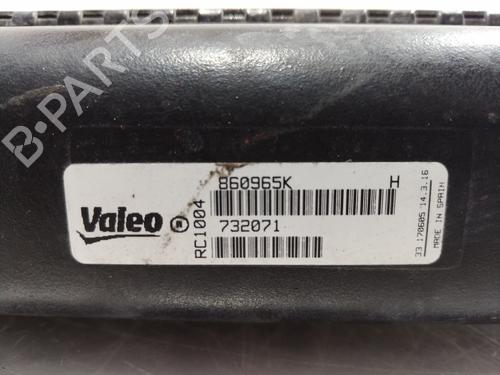 B-PARTS
860965K H
Valeo
RC1004
732071
33 170605 14.3.16
MADE IN SPAIN